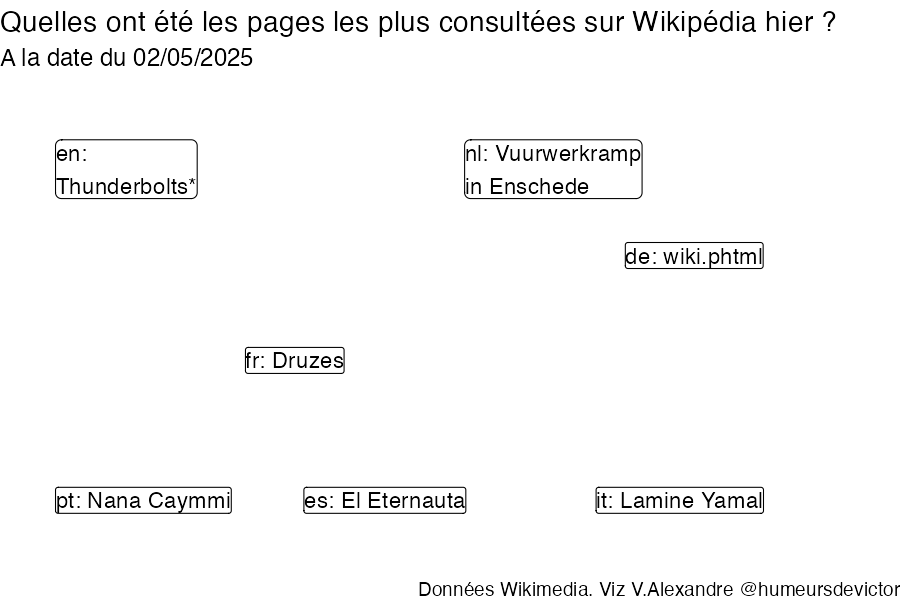 Quelles ont été les pages les plus consultées sur Wikipédia hier ?
A la date du 02/05/2025
en:
Thunderbolts*
nl: Vuurwerkramp
in Enschede
de: wiki.phtml
fr: Druzes
pt: Nana Caymmi
es: El Eternauta
it: Lamine Yamal
Données Wikimedia. Viz V.Alexandre @humeursdevictor